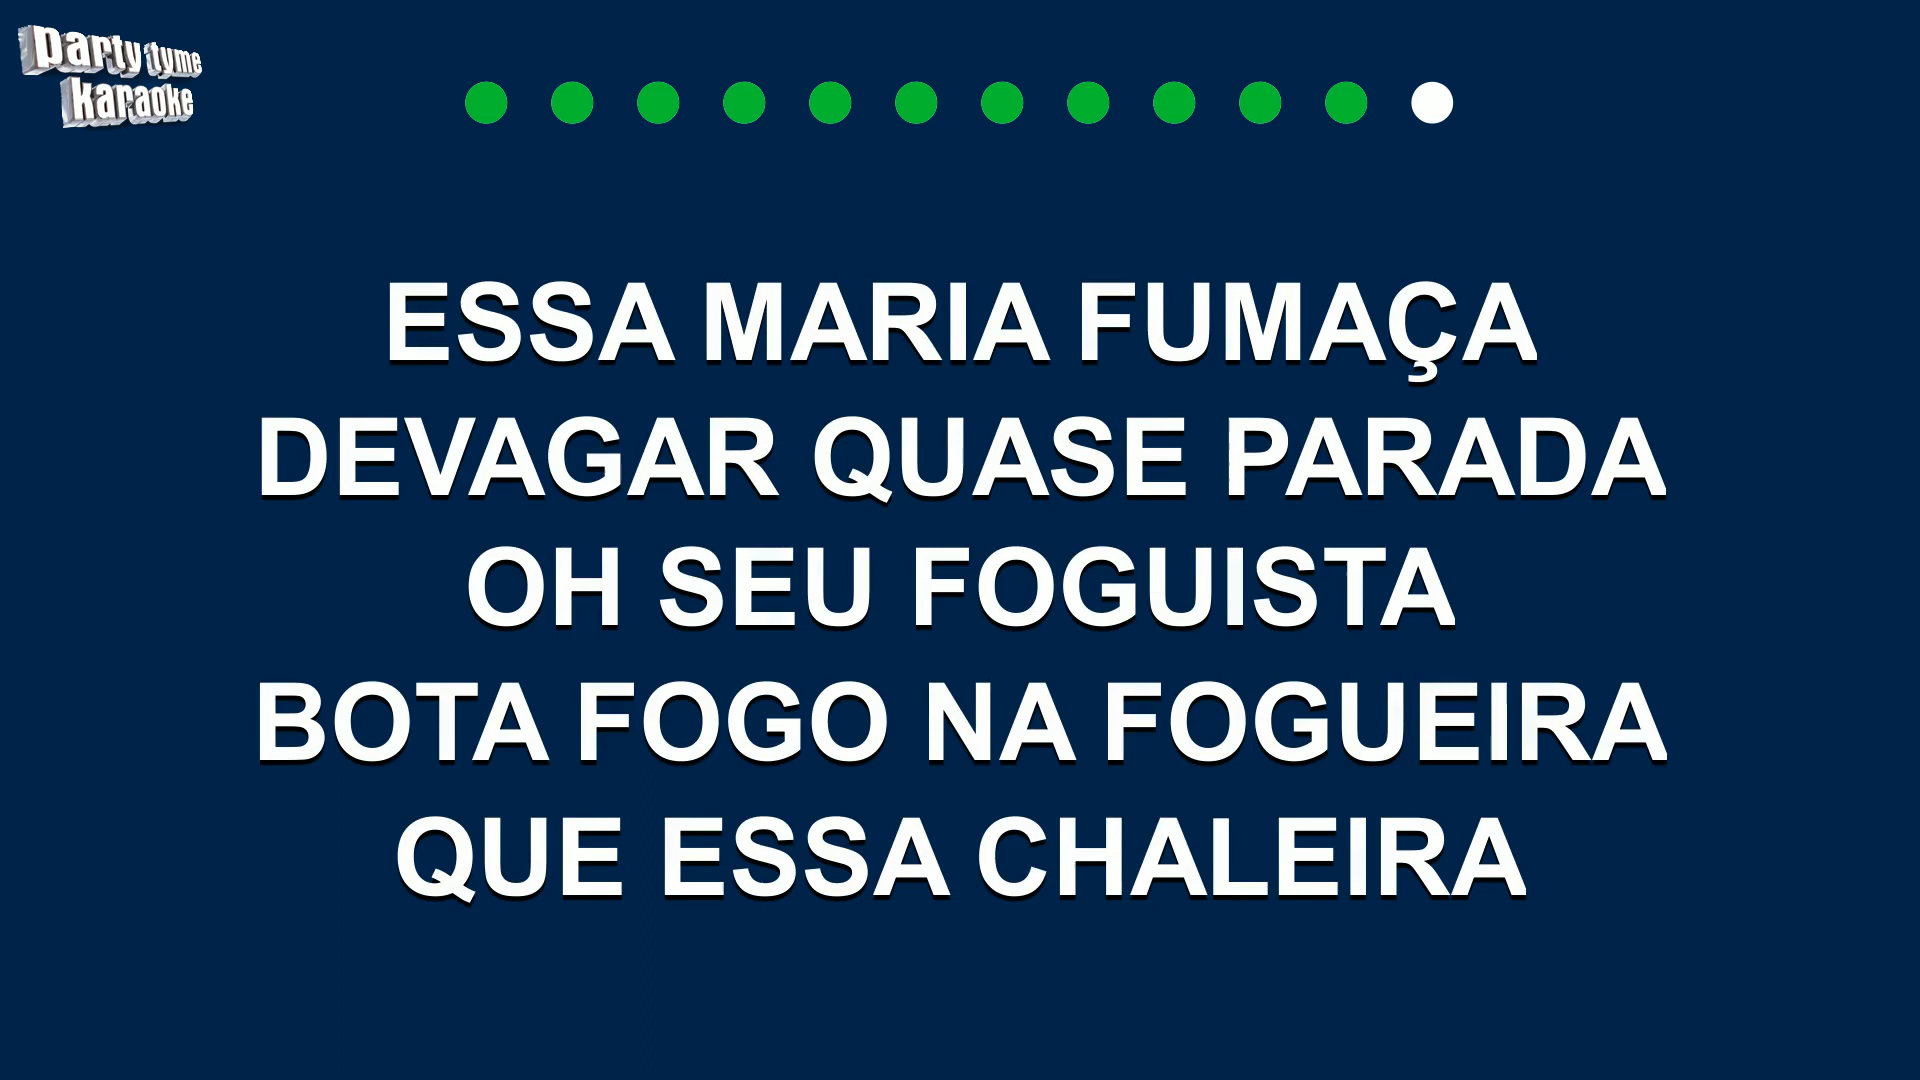 party tyme
karaoke
ESSA MARIA FUMAÇA
DEVAGAR QUASE PARADA
OH SEU FOGUISTA
BOTA FOGO NA FOGUEIRA
QUE ESSA CHALEIRA